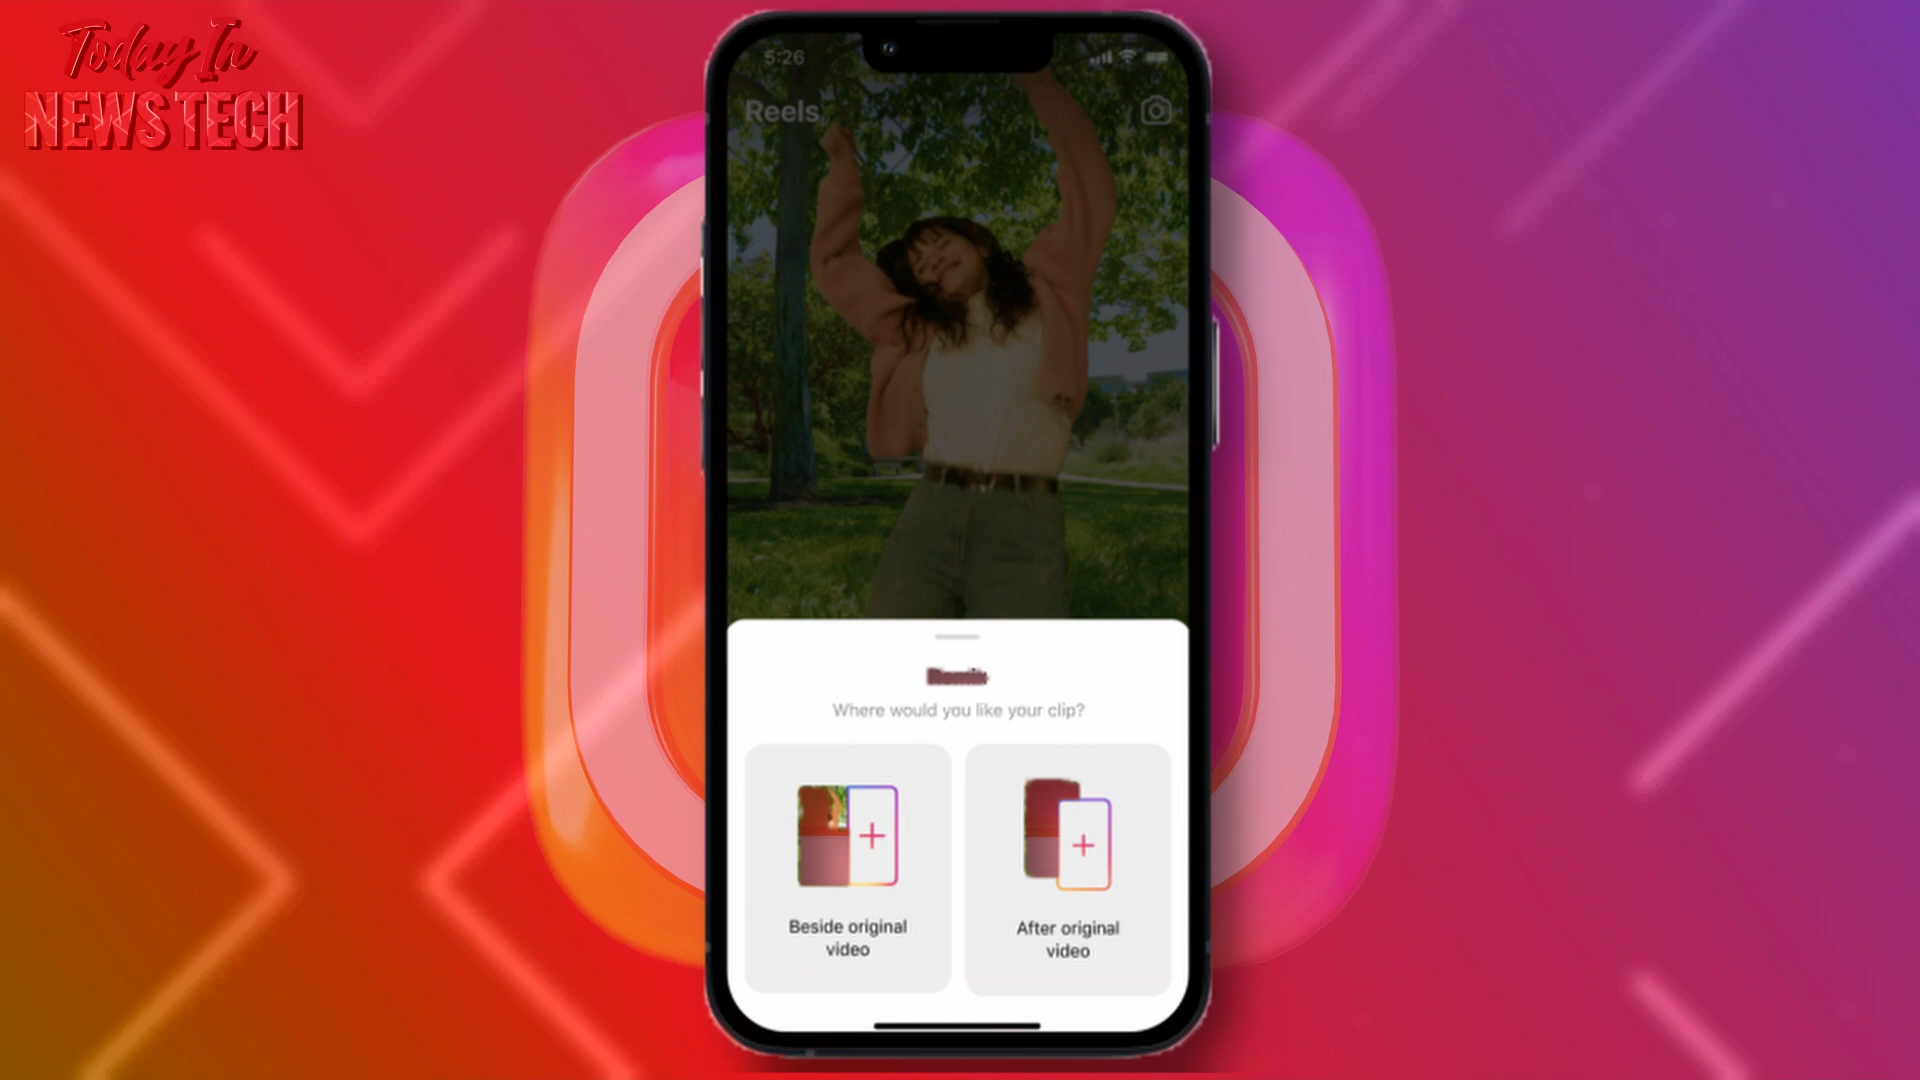 Today In
NEWS TECH
5:26
Reels
Where would you like your clip?
Beside original
video
After original
video